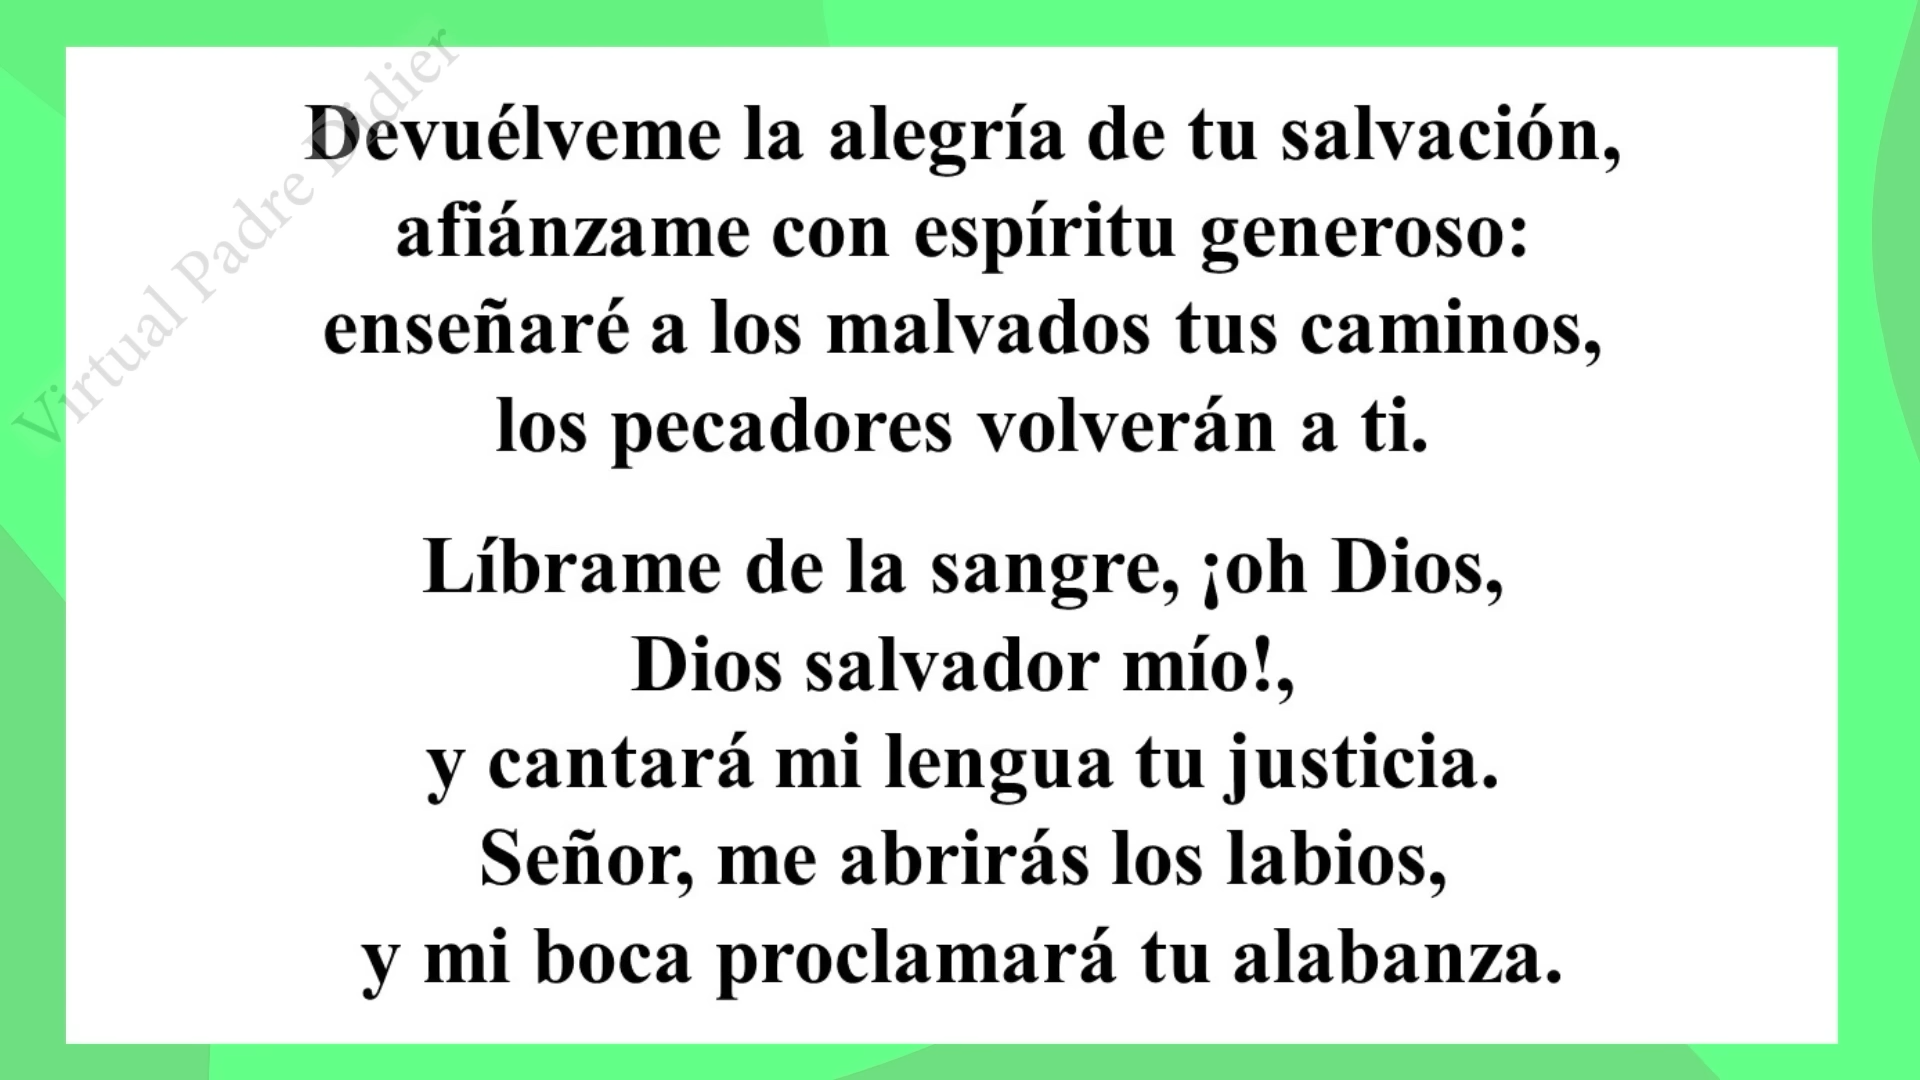 Virtual Padre Didier
Devuélveme la alegría de tu salvación,
afiánzame con espíritu generoso:
enseñaré a los malvados tus caminos,
los pecadores volverán a ti.
Líbrame de la sangre, ¡oh Dios,
Dios salvador mío!,
y cantará mi lengua tu justicia.
Señor, me abrirás los labios,
y mi boca proclamará tu alabanza.